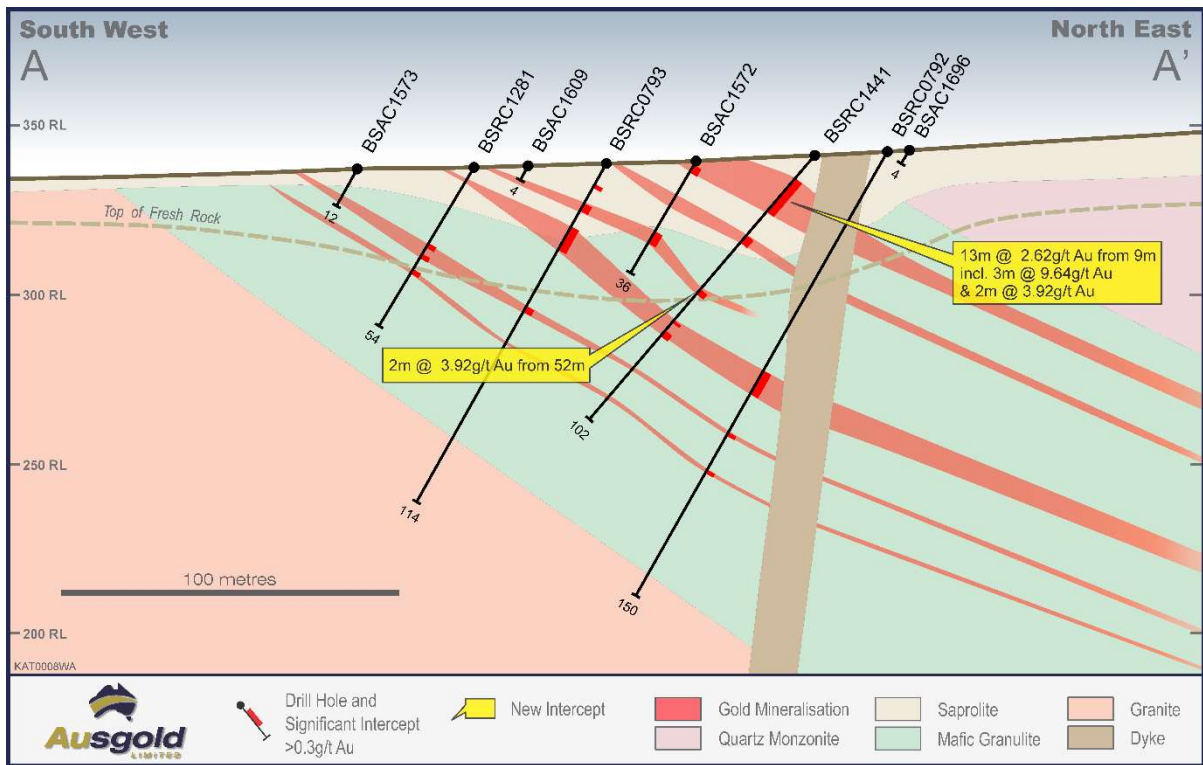 South West
North East
A
A'
BSAC1573
BSRC1281
BSAC1609
BSRC0793
BSAC1572
BSRC1441
BSRC0792
BSAC1696
350 RL
300 RL
250 RL
200 RL
Top of Fresh Rock
12
54
4
114
36
102
150
4
13m @ 2.62g/t Au from 9m
incl. 3m @ 9.64g/t Au
& 2m @ 3.92g/t Au
2m @ 3.92g/t Au from 52m
100 metres
KAT0008WA
Ausgold
LIMITED
Drill Hole and
Significant Intercept
>0.3g/t Au
New Intercept
Gold Mineralisation
Quartz Monzonite
Saprolite
Mafic Granulite
Granite
Dyke